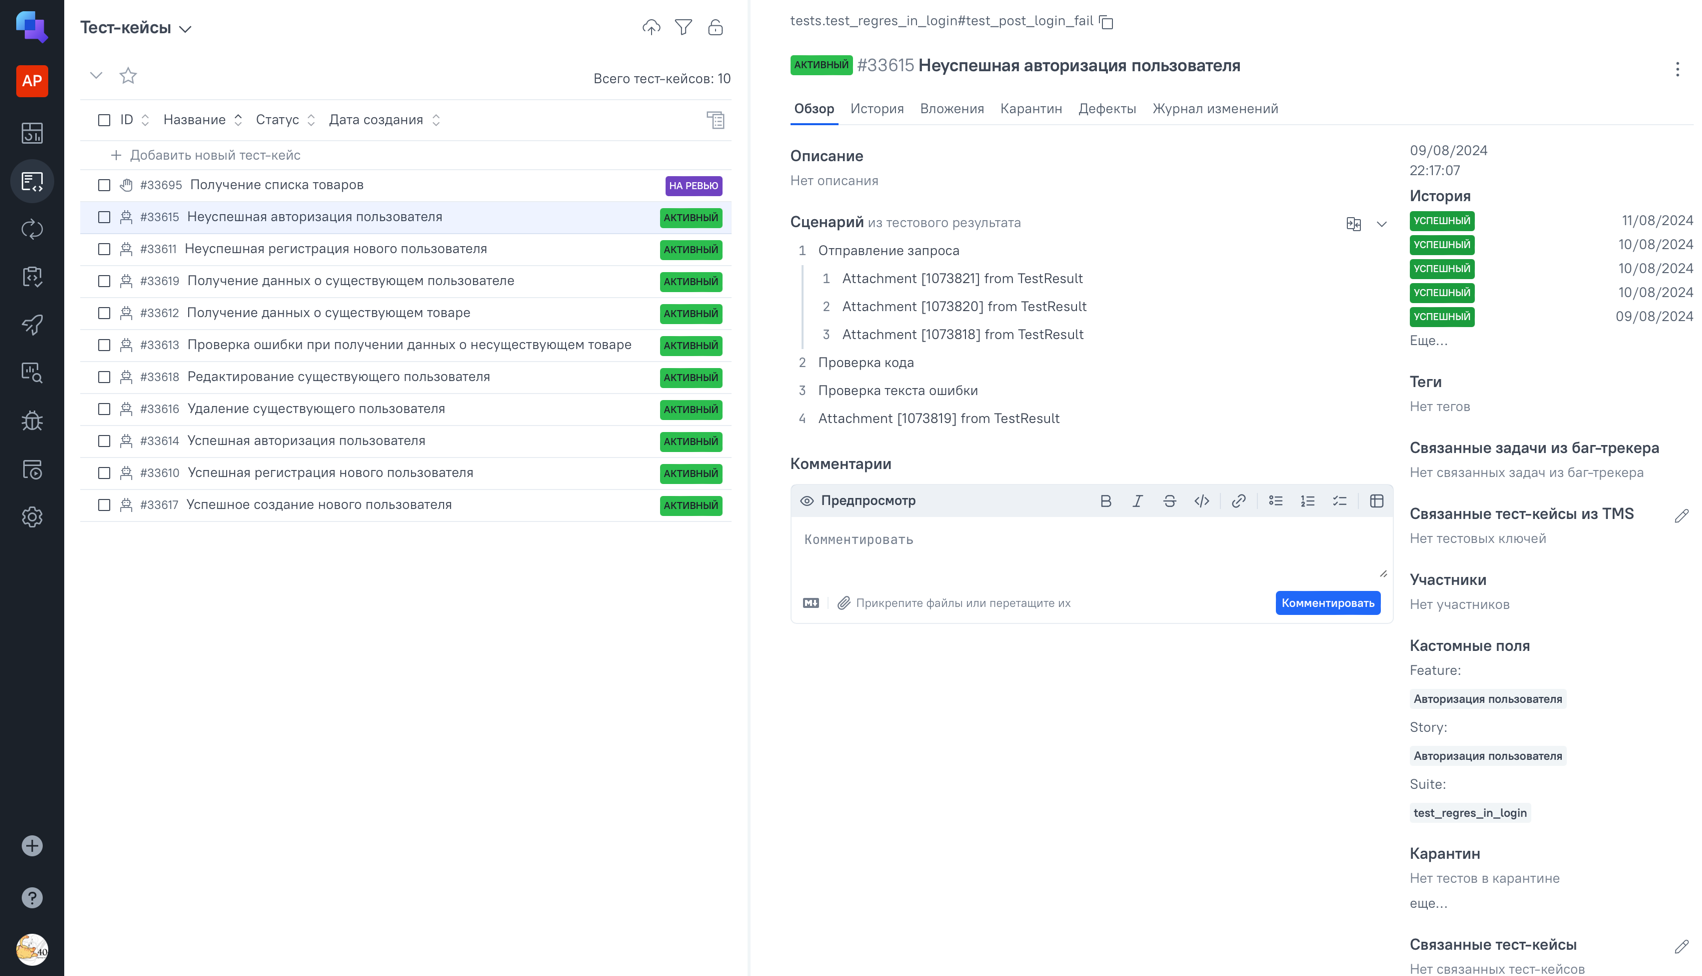 Тест-кейсы
AP
Всего тест-кейсов: 10
ID Название Статус Дата создания
Добавить новый тест-кейс
#33695 Получение списка товаров НА РЕВЬЮ
#33615 Неуспешная авторизация пользователя АКТИВНЫЙ
#33611 Неуспешная регистрация нового пользователя АКТИВНЫЙ
#33619 Получение данных о существующем пользователе АКТИВНЫЙ
#33612 Получение данных о существующем товаре АКТИВНЫЙ
#33613 Проверка ошибки при получении данных о несуществующем товаре АКТИВНЫЙ
#33618 Редактирование существующего пользователя АКТИВНЫЙ
#33616 Удаление существующего пользователя АКТИВНЫЙ
#33614 Успешная авторизация пользователя АКТИВНЫЙ
#33610 Успешная регистрация нового пользователя АКТИВНЫЙ
#33617 Успешное создание нового пользователя АКТИВНЫЙ
tests.test_regres_in_login#test_post_login_fail
АКТИВНЫЙ #33615 Неуспешная авторизация пользователя
Обзор История Вложения Карантин Дефекты Журнал изменений
Описание
Нет описания
Сценарий из тестового результата
1 Отправление запроса
1 Attachment [1073821] from TestResult
2 Attachment [1073820] from TestResult
3 Attachment [1073818] from TestResult
2 Проверка кода
3 Проверка текста ошибки
4 Attachment [1073819] from TestResult
Комментарии
Предпросмотр
Комментировать
Прикрепите файлы или перетащите их
Комментировать
09/08/2024
22:17:07
История
УСПЕШНЫЙ 11/08/2024
УСПЕШНЫЙ 10/08/2024
УСПЕШНЫЙ 10/08/2024
УСПЕШНЫЙ 10/08/2024
УСПЕШНЫЙ 09/08/2024
Еще...
Теги
Нет тегов
Связанные задачи из баг-трекера
Нет связанных задач из баг-трекера
Связанные тест-кейсы из TMS
Нет тестовых ключей
Участники
Нет участников
Кастомные поля
Feature:
Авторизация пользователя
Story:
Авторизация пользователя
Suite:
test_regres_in_login
Карантин
Нет тестов в карантине
еще...
Связанные тест-кейсы
Нет связанных тест-кейсов